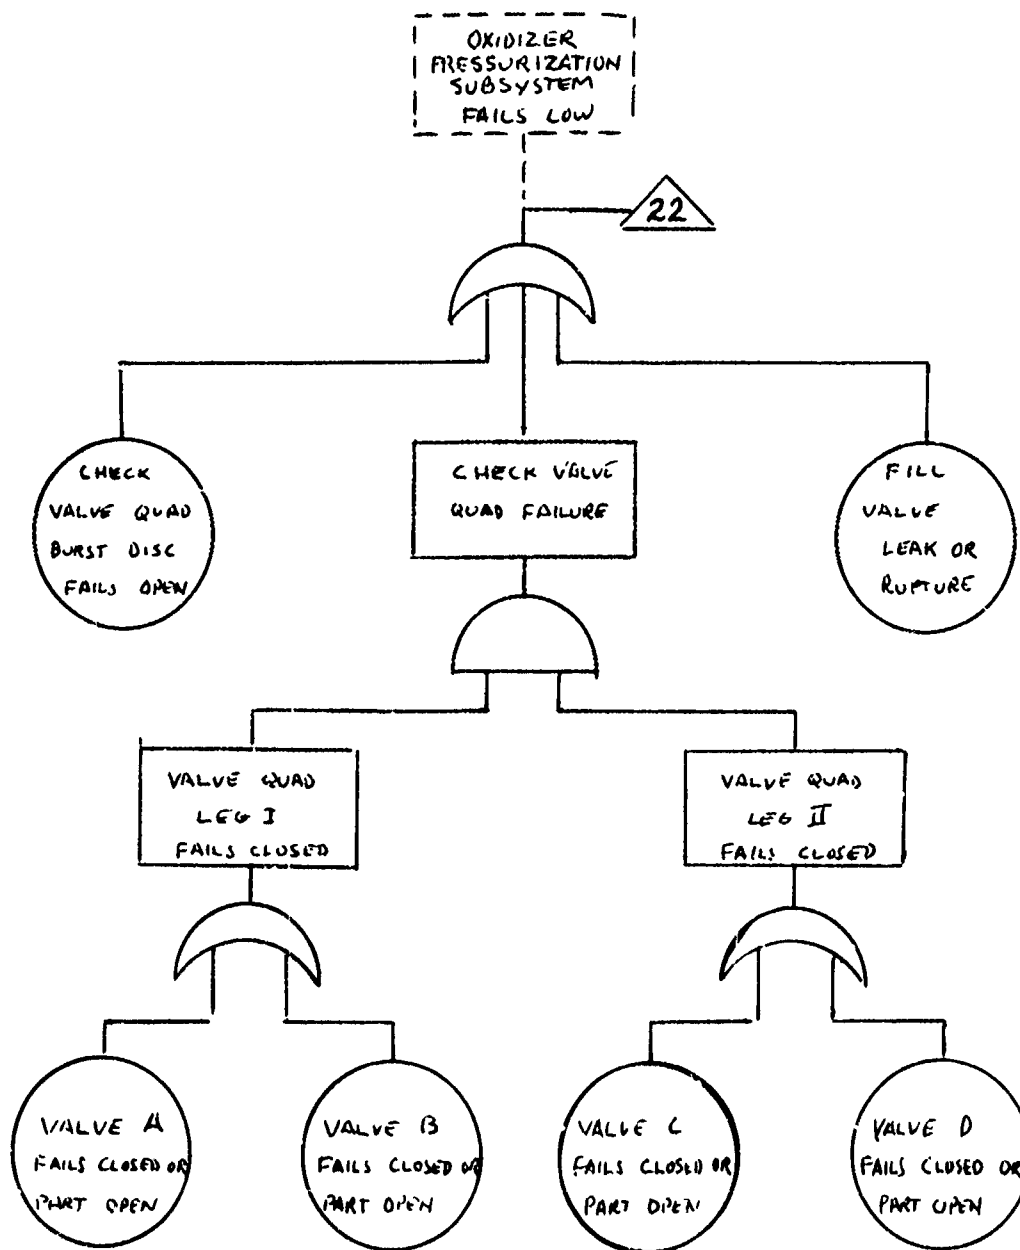 OXIDIZER
PRESSURIZATION
SUBSYSTEM
FAILS LOW
22
CHECK
VALVE QUAD
BURST DISC
FAILS OPEN
CHECK VALVE
QUAD FAILURE
FILL
VALVE
LEAK OR
RUPTURE
VALVE QUAD
LEG I
FAILS CLOSED
VALVE QUAD
LEG II
FAILS CLOSED
VALVE A
FAILS CLOSED OR
PART OPEN
VALVE B
FAILS CLOSED OR
PART OPEN
VALVE C
FAILS CLOSED OR
PART OPEN
VALVE D
FAILS CLOSED OR
PART OPEN